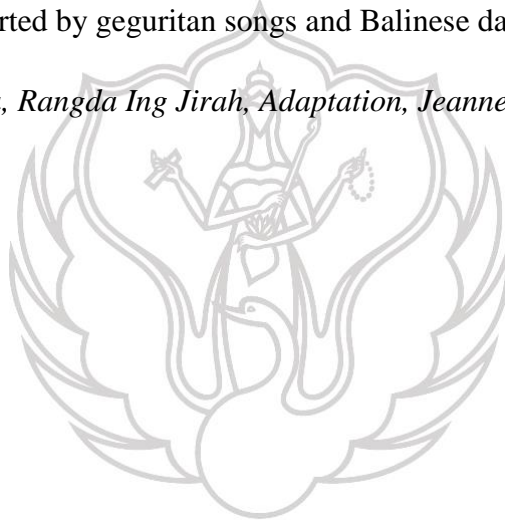 rted by geguritan songs and Balinese da
, Rangda Ing Jirah, Adaptation, Jeanne